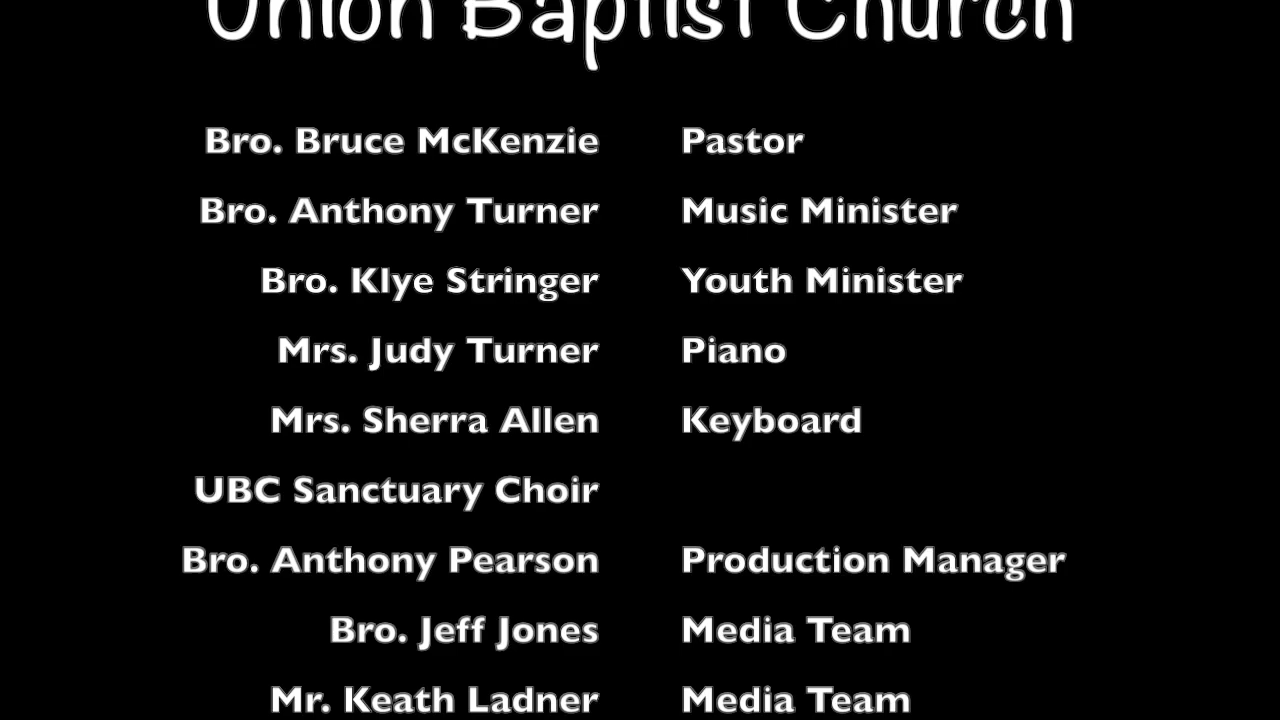 Union Baptist Church
Bro. Bruce McKenzie Pastor
Bro. Anthony Turner Music Minister
Bro. Klye Stringer Youth Minister
Mrs. Judy Turner Piano
Mrs. Sherra Allen Keyboard
UBC Sanctuary Choir
Bro. Anthony Pearson Production Manager
Bro. Jeff Jones Media Team
Mr. Keath Ladner Media Team